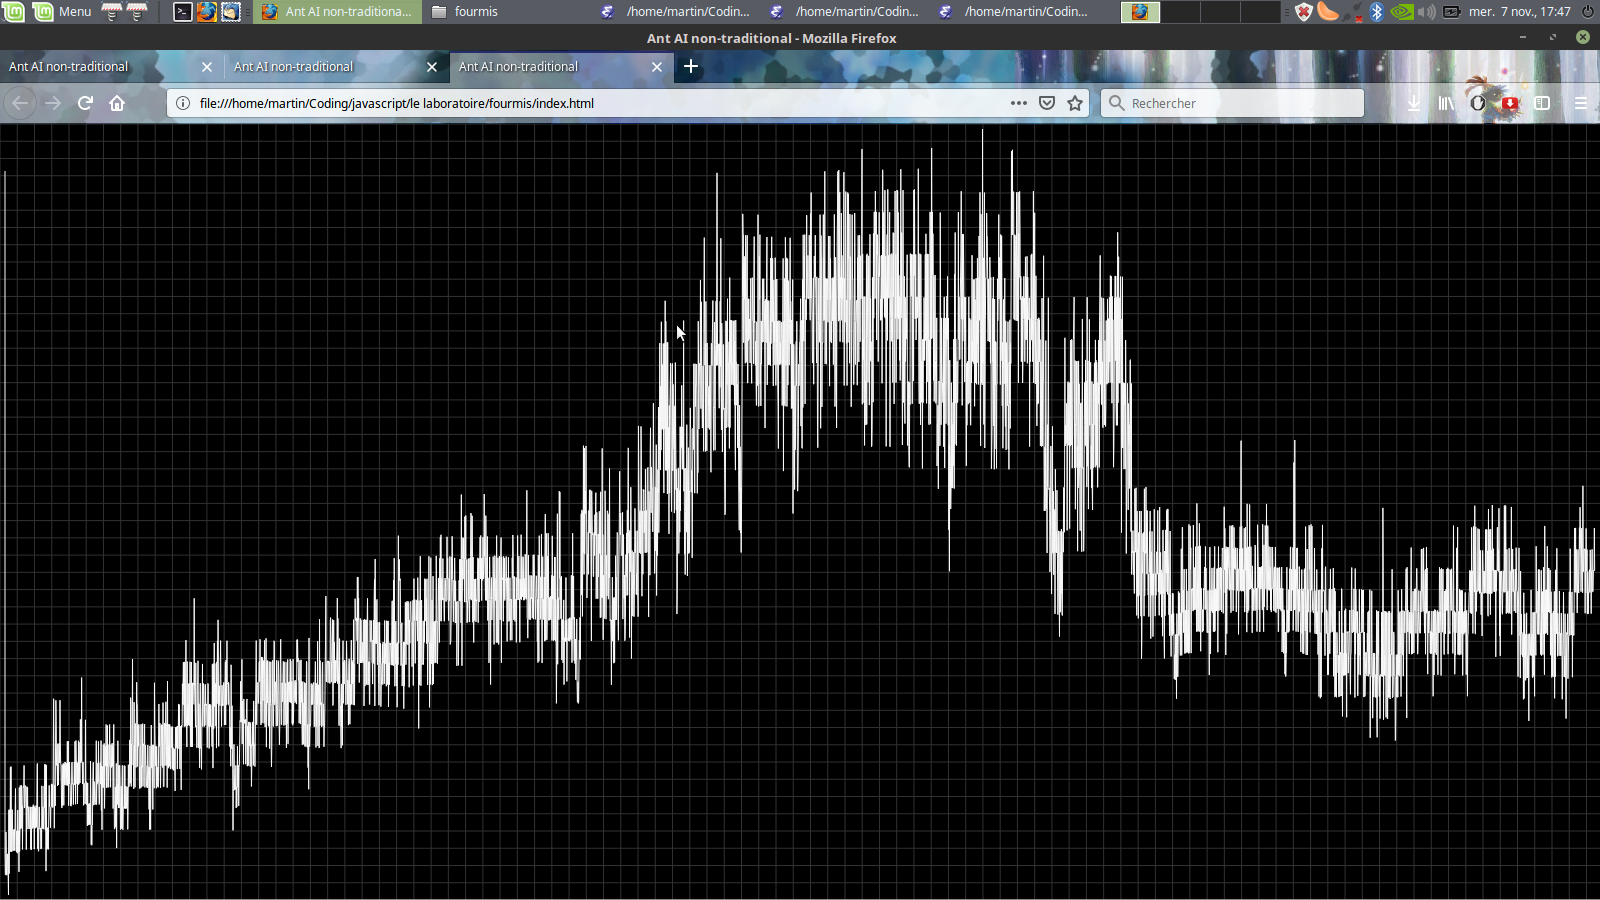 Menu
Ant AI non-traditiona...
fourmis
/home/martin/Codin...
/home/martin/Codin...
/home/martin/Codin...
mer. 7 nov., 17:47
Ant AI non-traditional - Mozilla Firefox
Ant AI non-traditional
Ant AI non-traditional
Ant AI non-traditional
file:///home/martin/Coding/javascript/le laboratoire/fourmis/index.html
Rechercher